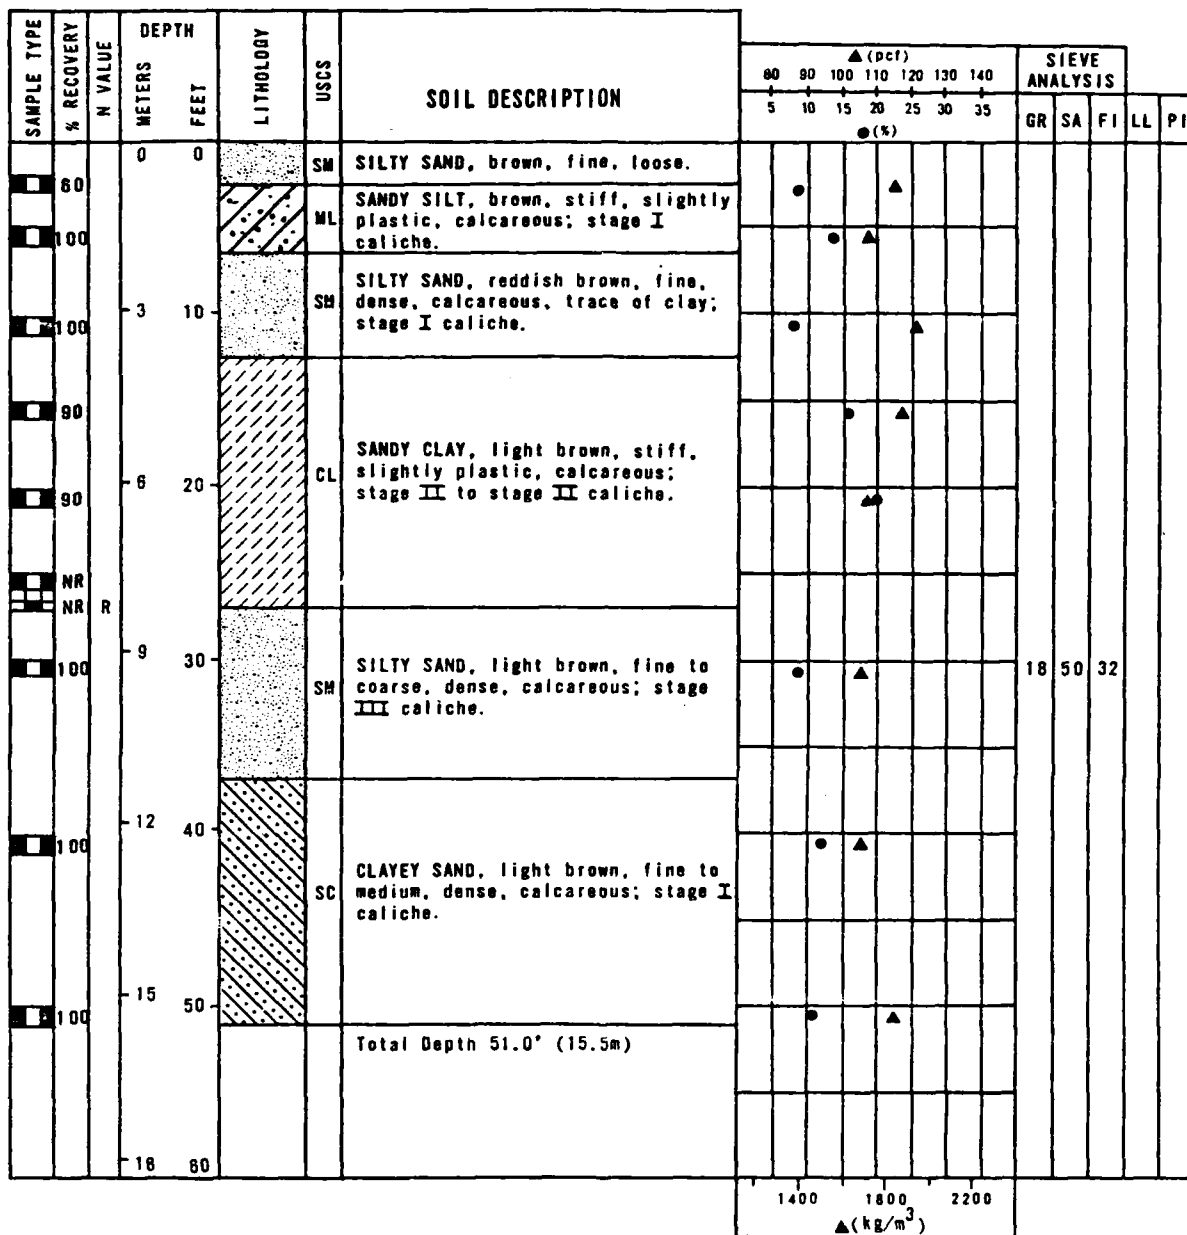 SAMPLE TYPE
% RECOVERY
N VALUE
DEPTH
METERS
FEET
LITHOLOGY
USCS
SOIL DESCRIPTION
▲(pcf)
80 90 100 110 120 130 140
5 10 15 20 25 30 35
●(%)
SIEVE
ANALYSIS
GR SA FI LL PI
0 0
SM SILTY SAND, brown, fine, loose.
80
ML SANDY SILT, brown, stiff, slightly
plastic, calcareous; stage I
caliche.
100
SM SILTY SAND, reddish brown, fine,
dense, calcareous, trace of clay;
stage I caliche.
3 10
100
90
CL SANDY CLAY, light brown, stiff,
slightly plastic, calcareous;
stage II to stage II caliche.
6 20
90
NR
NR R
9 30
100
SM SILTY SAND, light brown, fine to
coarse, dense, calcareous; stage
III caliche.
18 50 32
12 40
100
SC CLAYEY SAND, light brown, fine to
medium, dense, calcareous; stage I
caliche.
15 50
100
Total Depth 51.0' (15.5m)
18 60
1400 1800 2200
▲(kg/m³)